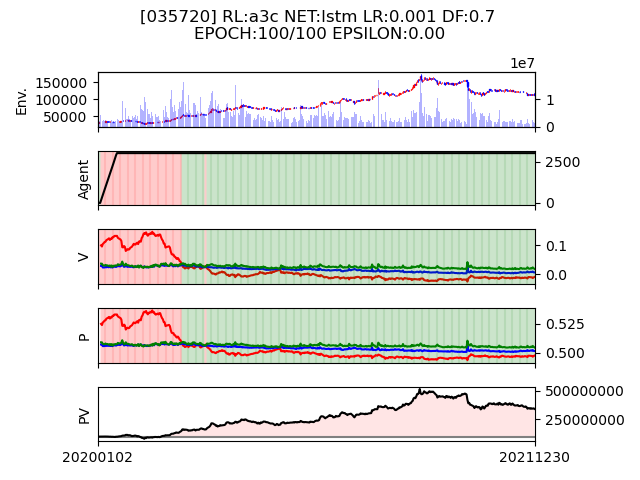 [035720] RL:a3c NET:lstm LR:0.001 DF:0.7
EPOCH:100/100 EPSILON:0.00
1e7
150000
100000
50000
Env.
1
0
Agent
2500
0
V
0.1
0.0
P
0.525
0.500
PV
500000000
250000000
20200102
20211230